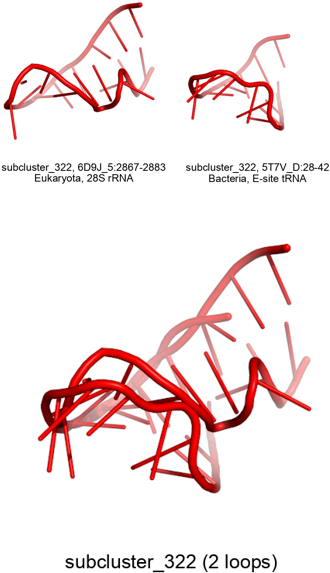 subcluster_322, 6D9J_5:2867-2883
Eukaryota, 28S rRNA
subcluster_322, 5T7V_D:28-42
Bacteria, E-site tRNA
subcluster_322 (2 loops)